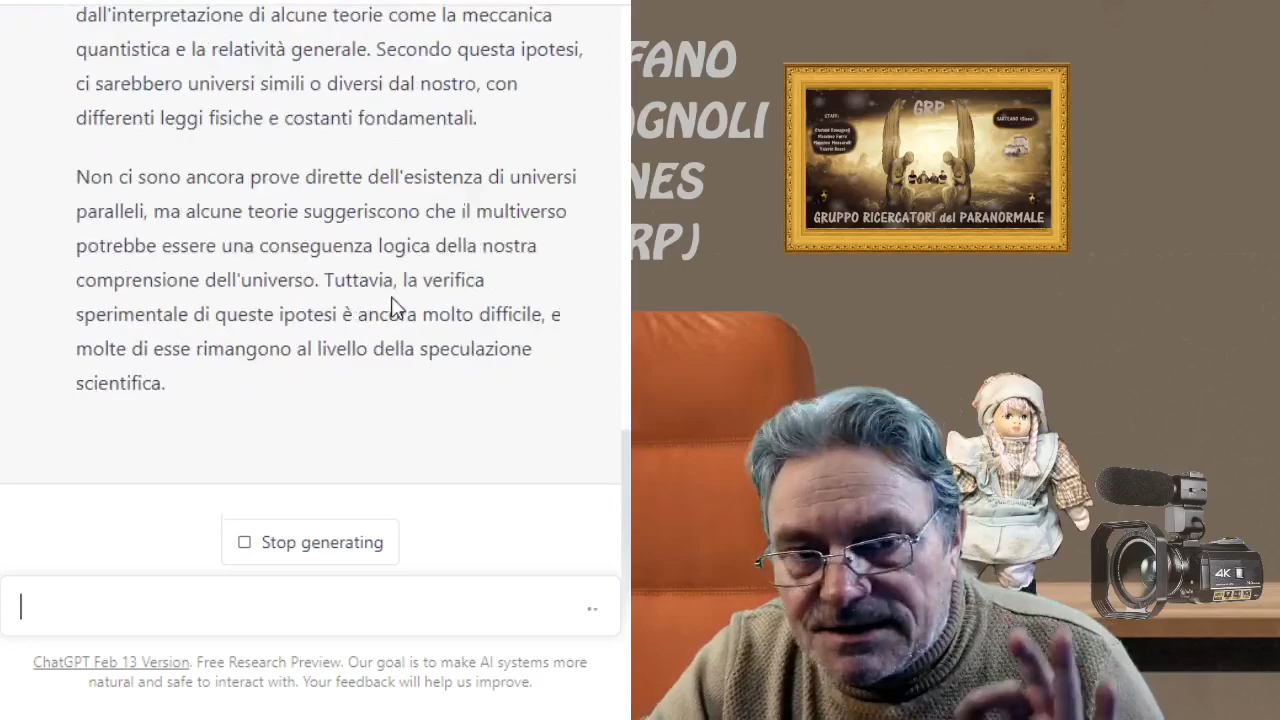 dall'interpretazione di alcune teorie come la meccanica
quantistica e la relatività generale. Secondo questa ipotesi,
ci sarebbero universi simili o diversi dal nostro, con
differenti leggi fisiche e costanti fondamentali.
Non ci sono ancora prove dirette dell'esistenza di universi
paralleli, ma alcune teorie suggeriscono che il multiverso
potrebbe essere una conseguenza logica della nostra
comprensione dell'universo. Tuttavia, la verifica
sperimentale di queste ipotesi è ancora molto difficile, e
molte di esse rimangono al livello della speculazione
scientifica.
Stop generating
ChatGPT Feb 13 Version. Free Research Preview. Our goal is to make AI systems more
natural and safe to interact with. Your feedback will help us improve.
FANO
GNOLI
NES
RP)
GRP
STAFF:
SARTEANO (Siena)
GRUPPO RICERCATORI del PARANORMALE
4K